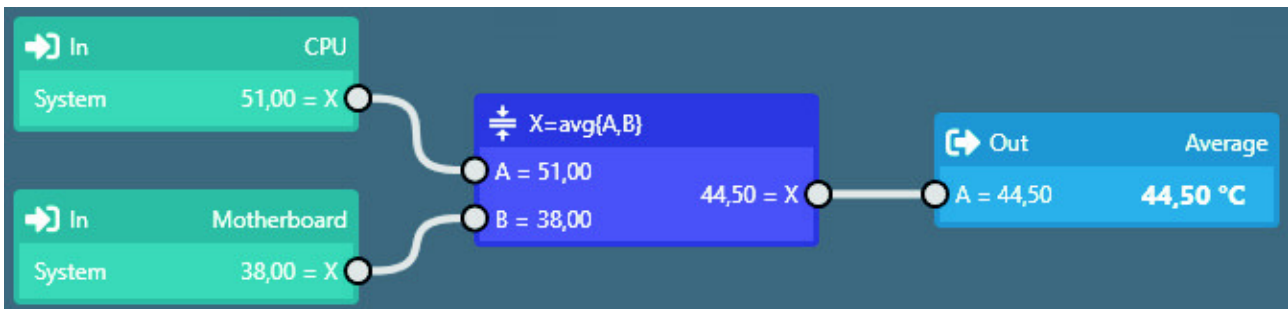 In CPU
System 51,00 = X
In Motherboard
System 38,00 = X
X=avg{A,B}
A = 51,00
44,50 = X
B = 38,00
Out Average
A = 44,50 44,50 °C